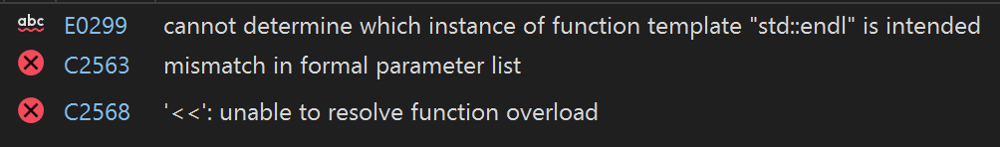 abc E0299 cannot determine which instance of function template "std::endl" is intended
C2563 mismatch in formal parameter list
C2568 '<<': unable to resolve function overload